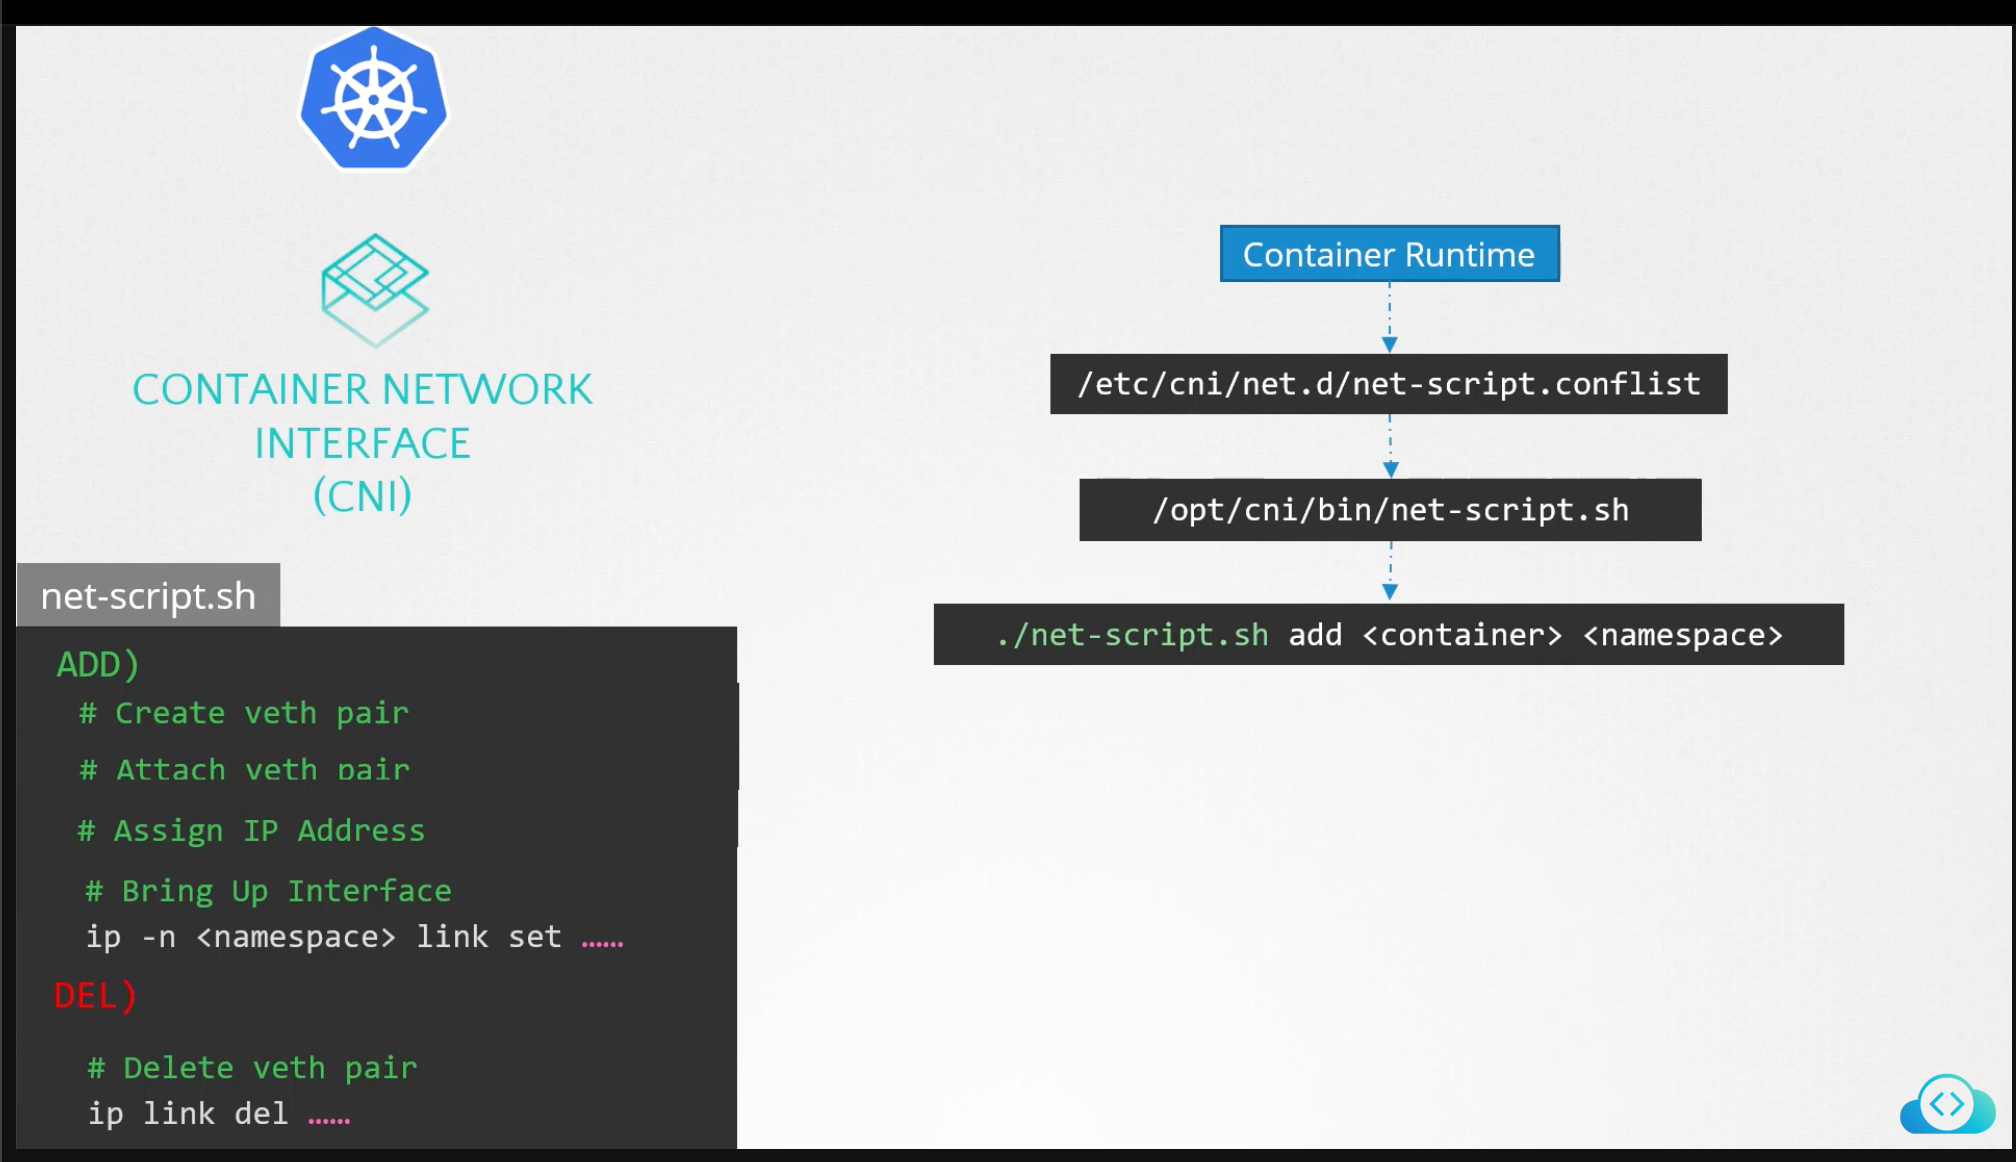 CONTAINER NETWORK
INTERFACE
(CNI)
net-script.sh
ADD)
# Create veth pair
# Attach veth pair
# Assign IP Address
# Bring Up Interface
ip -n <namespace> link set ......
DEL)
# Delete veth pair
ip link del ......
Container Runtime
/etc/cni/net.d/net-script.conflist
/opt/cni/bin/net-script.sh
./net-script.sh add <container> <namespace>